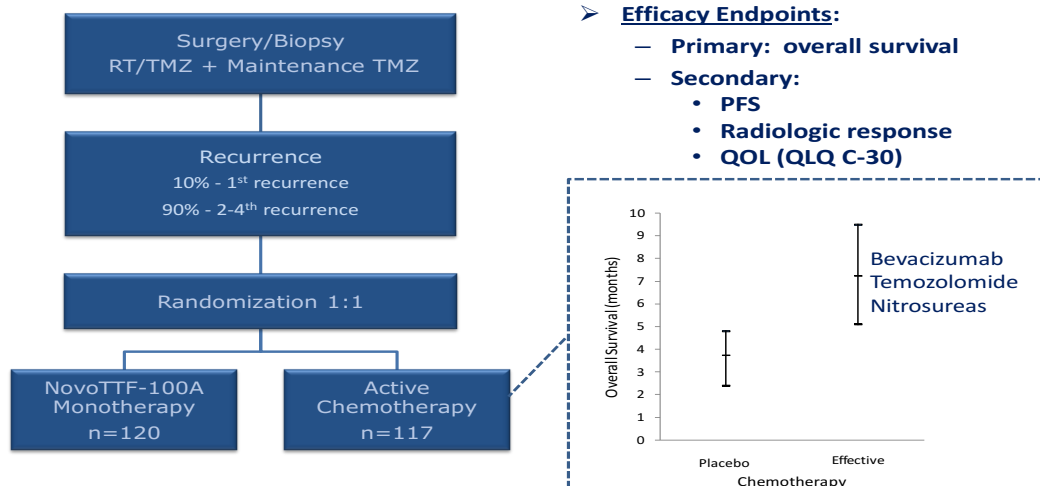 Surgery/Biopsy
RT/TMZ + Maintenance TMZ
Recurrence
10% - 1st recurrence
90% - 2-4th recurrence
Randomization 1:1
NovoTTF-100A
Monotherapy
n=120
Active
Chemotherapy
n=117
➢ Efficacy Endpoints:
– Primary: overall survival
– Secondary:
• PFS
• Radiologic response
• QOL (QLQ C-30)
Overall Survival (months)
10
9
8
7
6
5
4
3
2
1
0
Bevacizumab
Temozolomide
Nitrosureas
Placebo
Effective
Chemotherapy